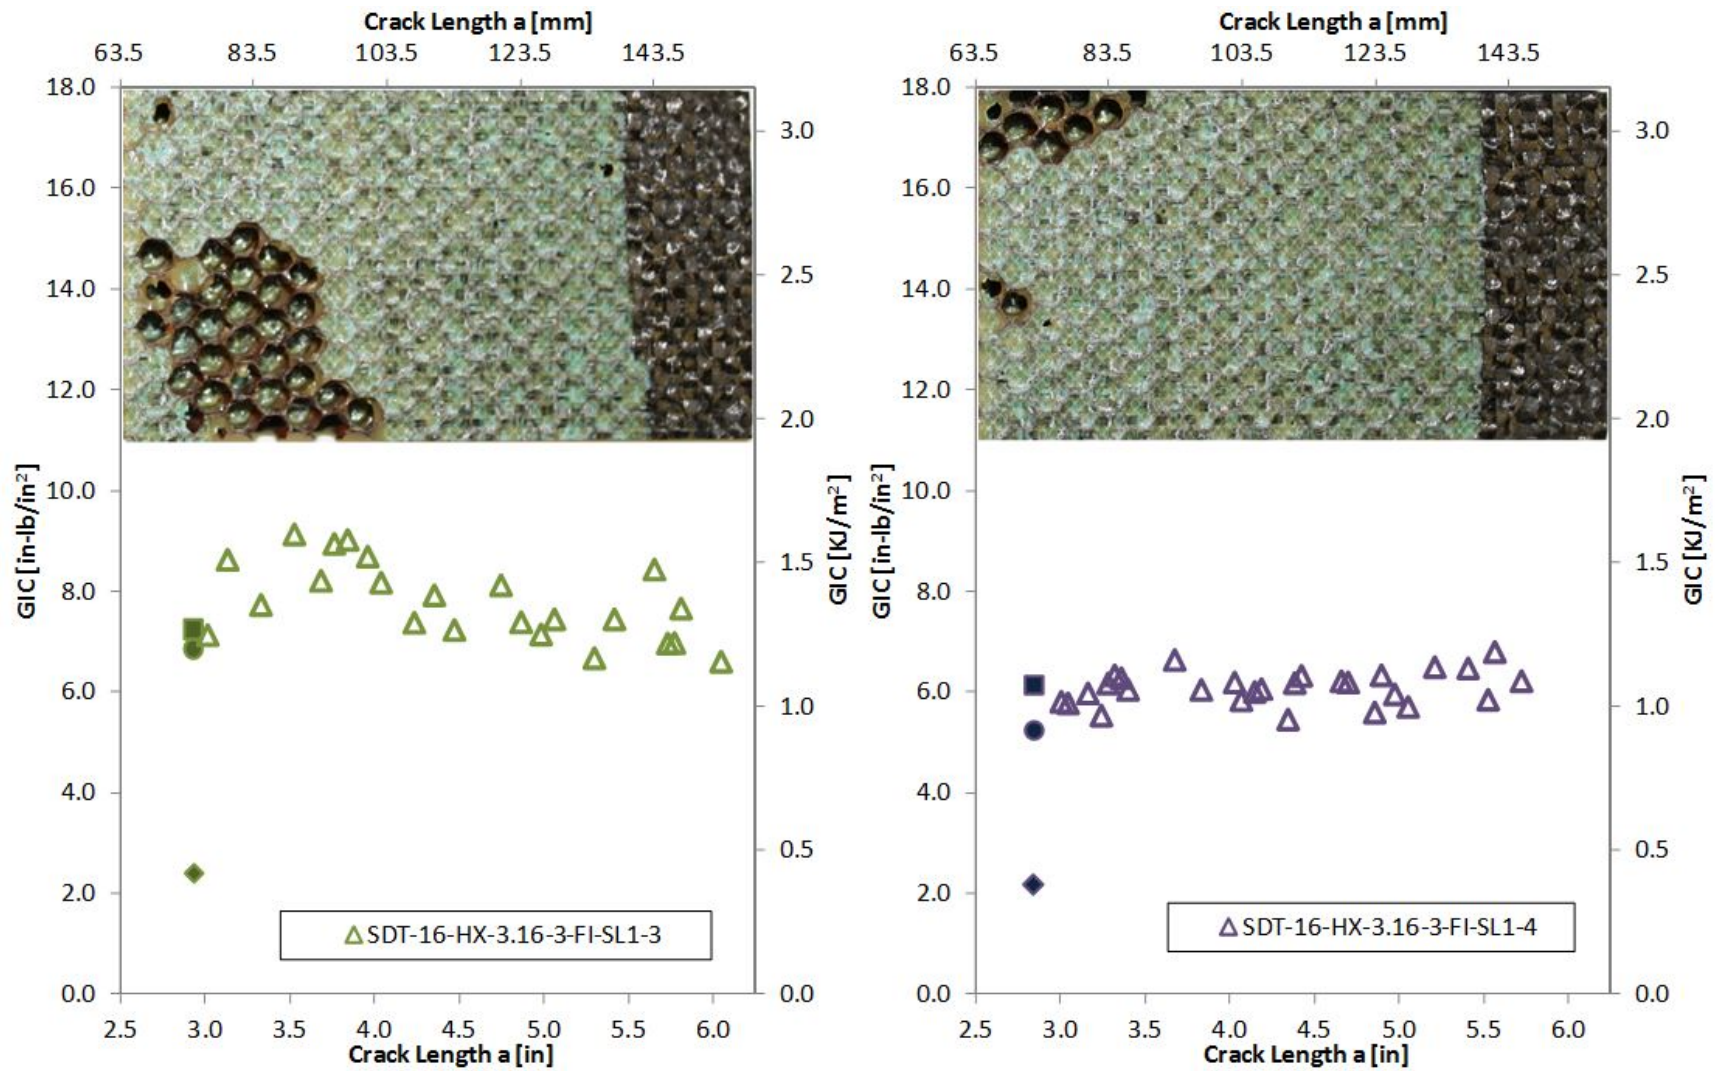 Crack Length a [mm]
63.5 83.5 103.5 123.5 143.5
18.0
16.0
14.0
12.0
10.0
8.0
6.0
4.0
2.0
0.0
GIC [in-lb/in²]
3.0
2.5
2.0
1.5
1.0
0.5
0.0
GIC [KJ/m²]
SDT-16-HX-3.16-3-FI-SL1-3
2.5 3.0 3.5 4.0 4.5 5.0 5.5 6.0
Crack Length a [in]
Crack Length a [mm]
63.5 83.5 103.5 123.5 143.5
18.0
16.0
14.0
12.0
10.0
8.0
6.0
4.0
2.0
0.0
GIC [in-lb/in²]
3.0
2.5
2.0
1.5
1.0
0.5
0.0
GIC [KJ/m²]
SDT-16-HX-3.16-3-FI-SL1-4
2.5 3.0 3.5 4.0 4.5 5.0 5.5 6.0
Crack Length a [in]